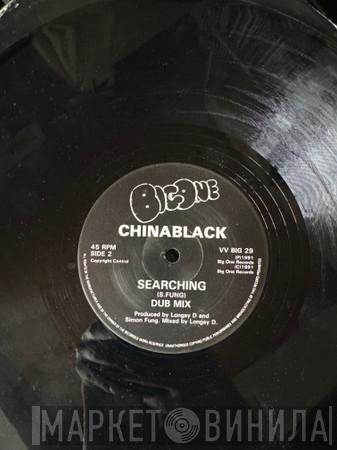 BIG ONE
CHINABLACK
45 RPM
SIDE 2
Copyright Control
VV BIG 29
(P)1991
Big One Records
(C)1991
Big One Records
SEARCHING
(S.FUNG)
DUB MIX
Produced by Longsy D and
Simon Fung. Mixed by Longsy D.
МАРКЕТ ВИНИЛА